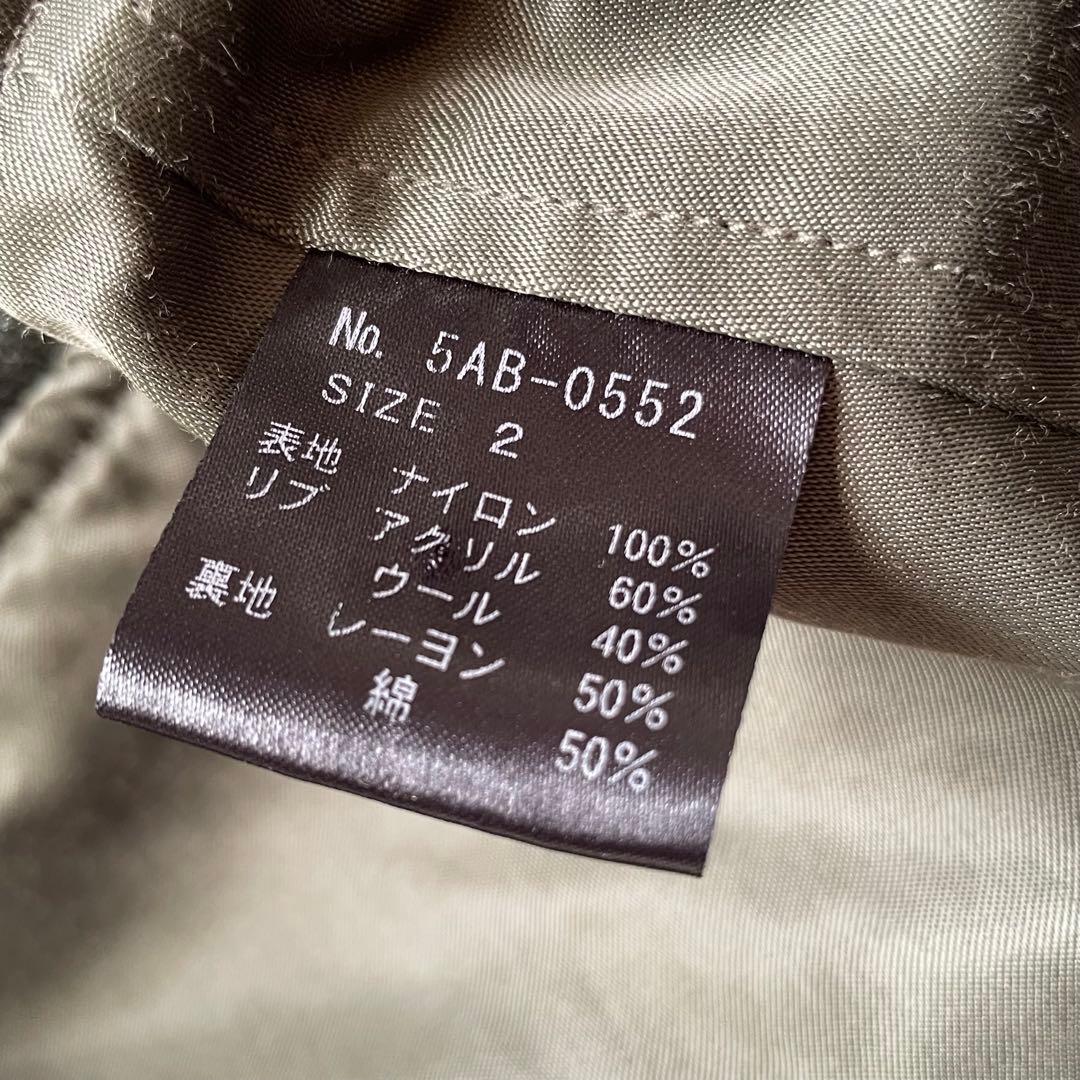 No. 5AB-0552
SIZE 2
表地 ナイロン 100%
リブ アクリル 60%
ウール 40%
裏地 レーヨン 50%
綿 50%